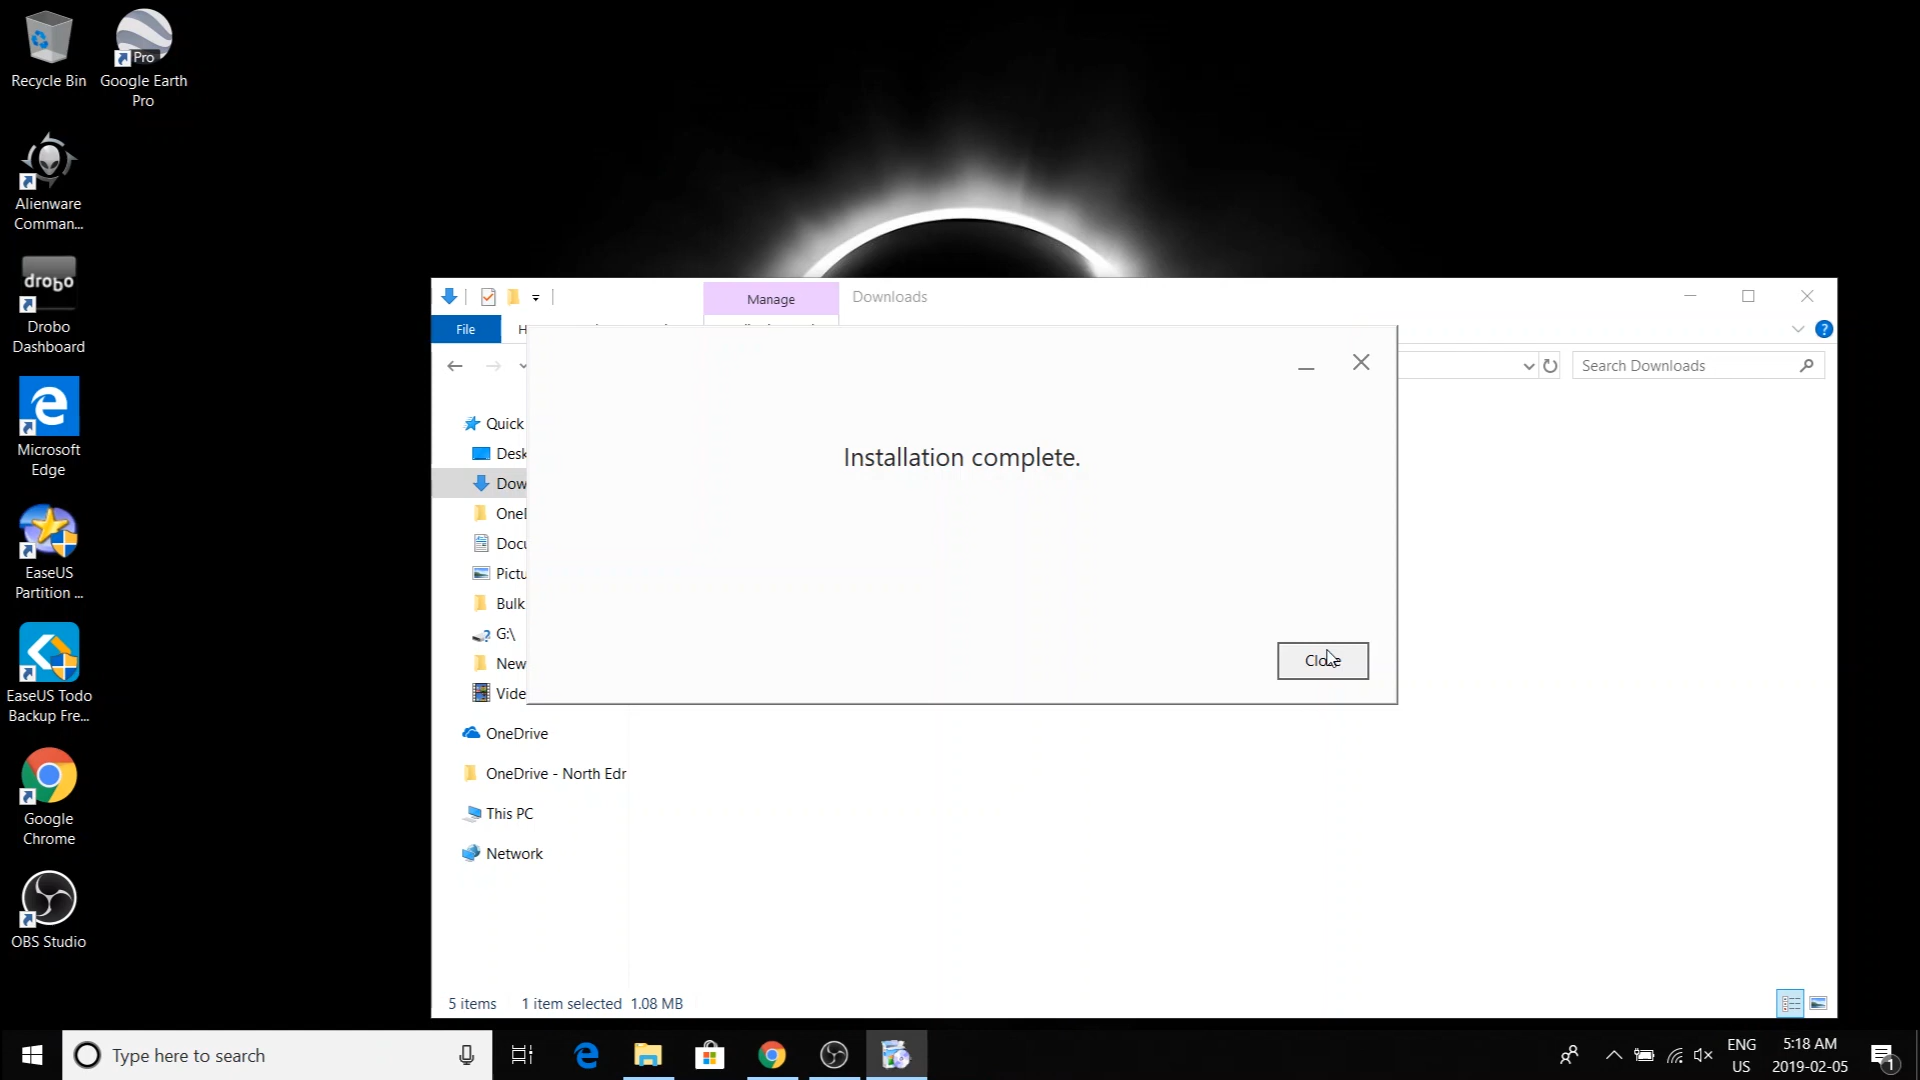 Recycle Bin
Pro
Google Earth
Pro
Alienware
Comman...
drobo
Drobo
Dashboard
Microsoft
Edge
EaseUS
Partition ...
EaseUS Todo
Backup Fre...
Google
Chrome
OBS Studio
Manage
Downloads
File
H
Search Downloads
Quick
Desk
Dow
OneI
Docu
Pictu
Bulk
G:\
New
Vide
OneDrive
OneDrive - North Edr
This PC
Network
Installation complete.
Close
5 items 1 item selected 1.08 MB
Type here to search
ENG
US
5:18 AM
2019-02-05
1